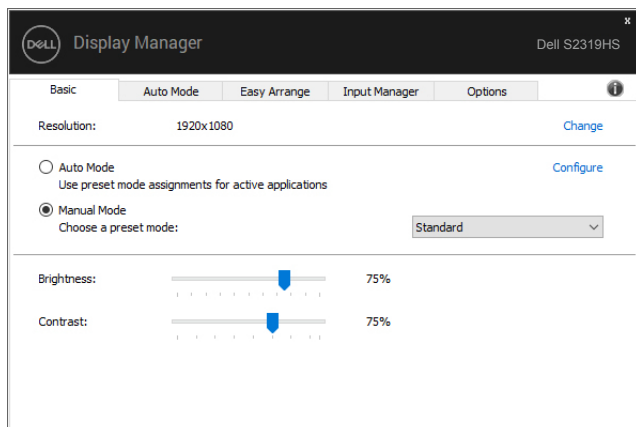 x
DELL Display Manager Dell S2319HS
Basic Auto Mode Easy Arrange Input Manager Options i
Resolution: 1920x1080 Change
Auto Mode Configure
Use preset mode assignments for active applications
Manual Mode
Choose a preset mode: Standard
Brightness: 75%
Contrast: 75%